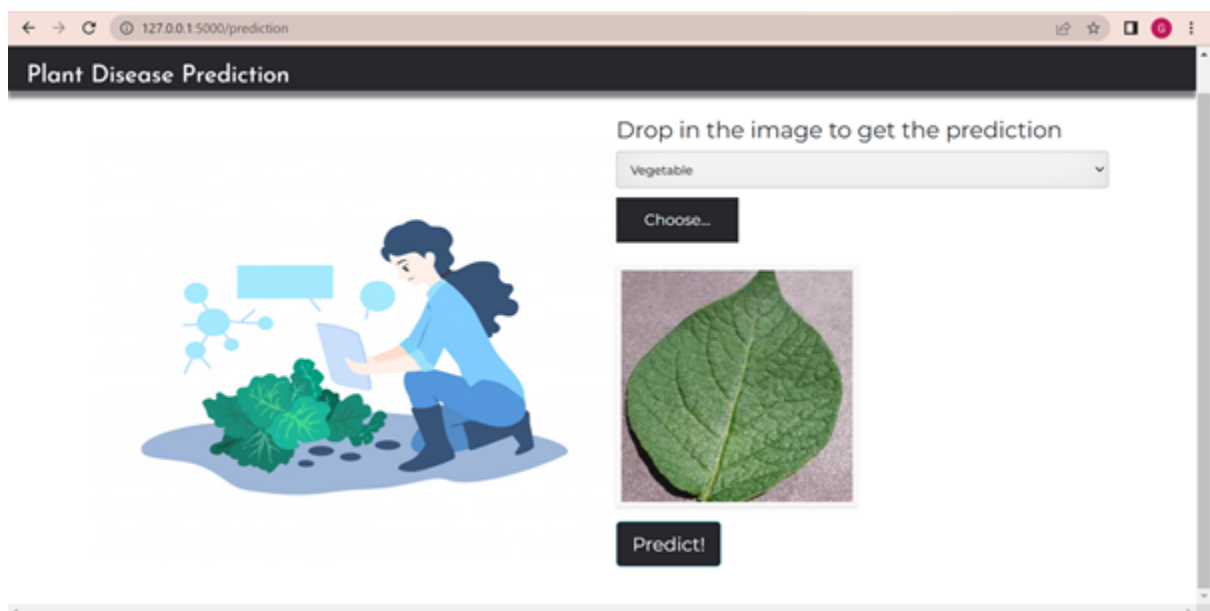 127.0.0.1:5000/prediction
G
Plant Disease Prediction
Drop in the image to get the prediction
Vegetable
Choose...
Predict!